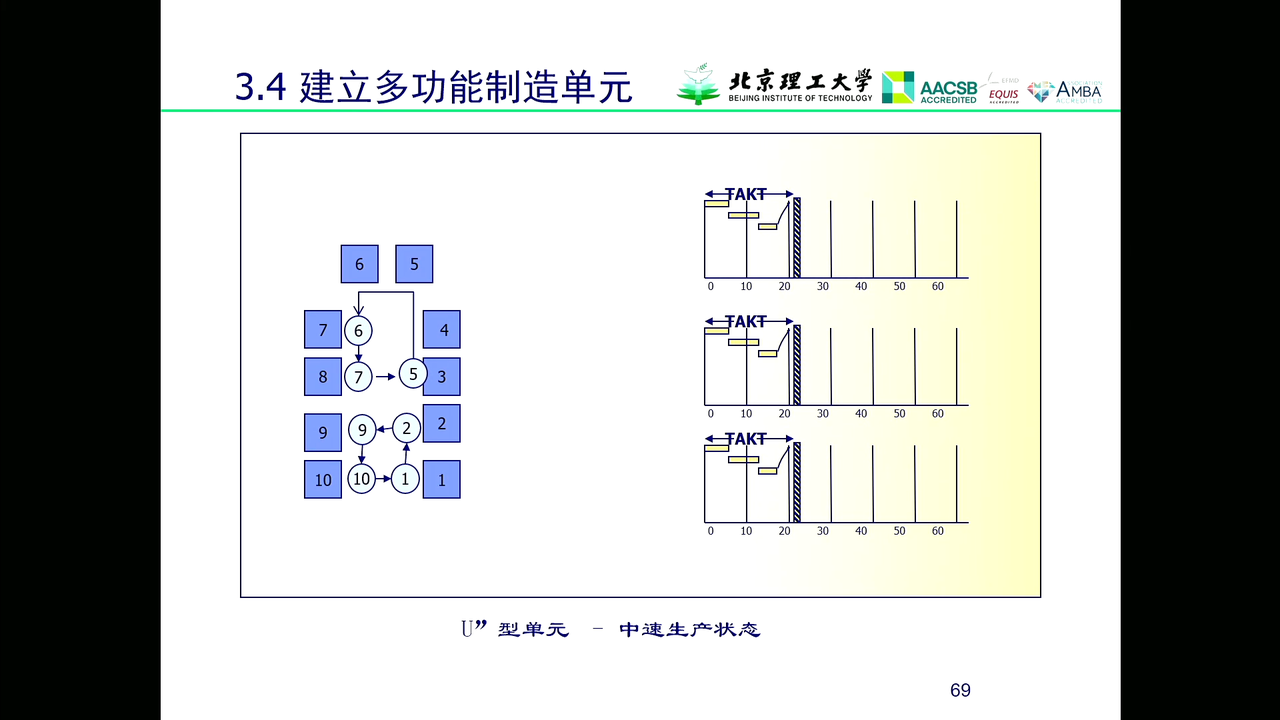 3.4 建立多功能制造单元
北京理工大学
BEIJING INSTITUTE OF TECHNOLOGY
AACSB
ACCREDITED
EFMD
EQUIS
ACCREDITED
ASSOCIATION
AMBA
ACCREDITED
6 5
7 6 4
8 7 5 3
9 9 2 2
10 10 1 1
TAKT
0 10 20 30 40 50 60
TAKT
0 10 20 30 40 50 60
TAKT
0 10 20 30 40 50 60
U” 型单元 - 中速生产状态
69